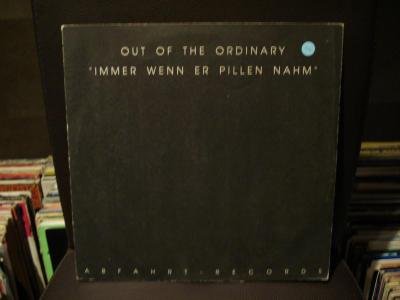 OUT OF THE ORDINARY
"IMMER WENN ER PILLEN NAHM"
ABFAHRT-RECORDS